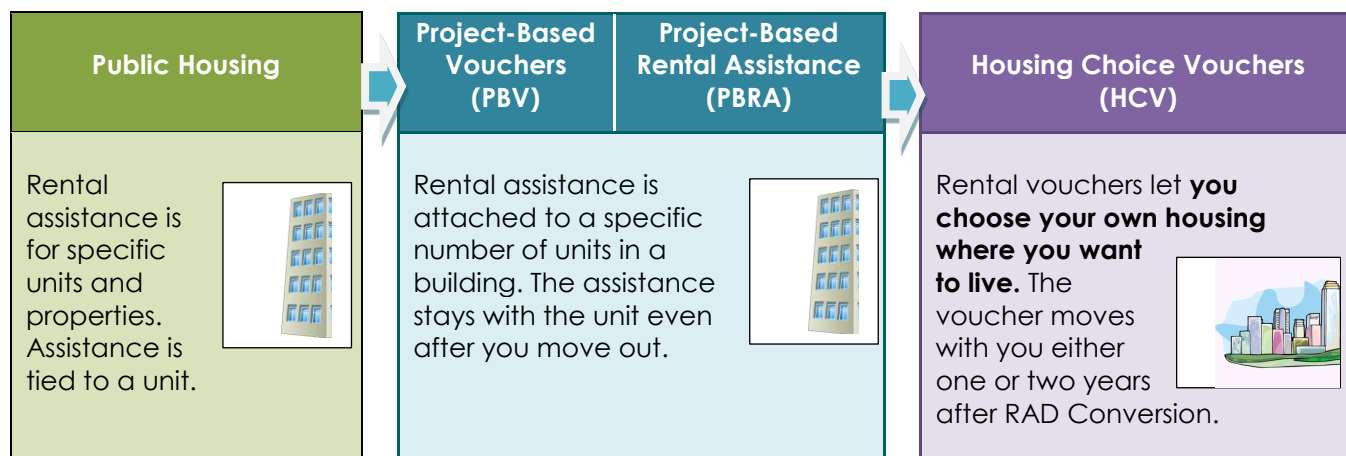 Public Housing
Rental
assistance is
for specific
units and
properties.
Assistance is
tied to a unit.
Project-Based
Vouchers
(PBV)
Project-Based
Rental Assistance
(PBRA)
Rental assistance is
attached to a specific
number of units in a
building. The assistance
stays with the unit even
after you move out.
Housing Choice Vouchers
(HCV)
Rental vouchers let you
choose your own housing
where you want
to live. The
voucher moves
with you either
one or two years
after RAD Conversion.